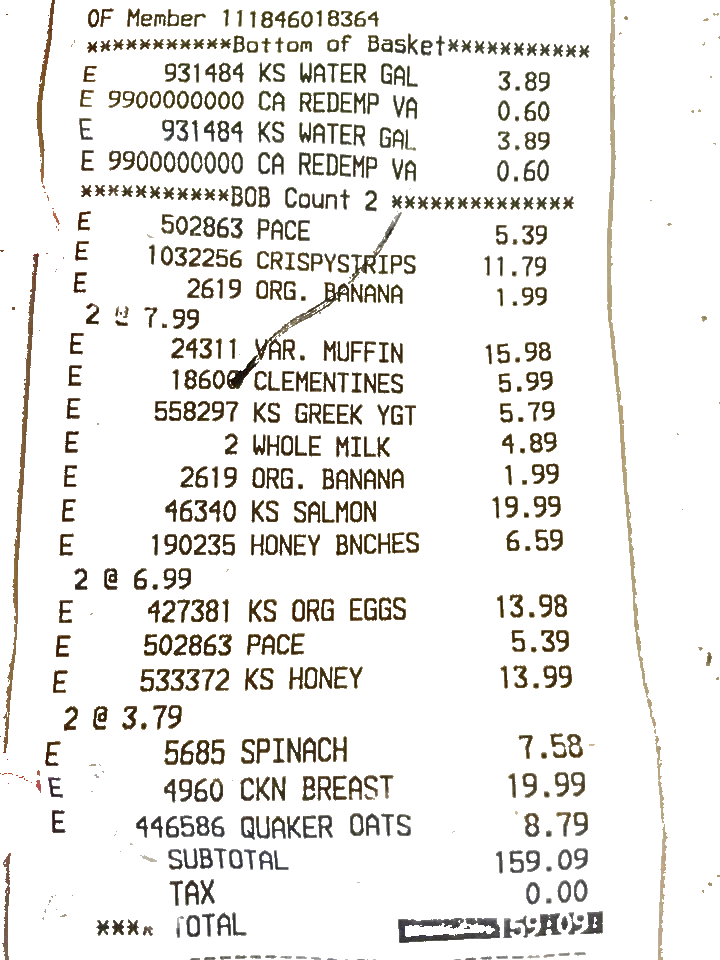 OF Member 111846018364
***********Bottom of Basket***********
E 931484 KS WATER GAL 3.89
E 9900000000 CA REDEMP VA 0.60
E 931484 KS WATER GAL 3.89
E 9900000000 CA REDEMP VA 0.60
***********BOB Count 2 **************
E 502863 PACE 5.39
E 1032256 CRISPYSTRIPS 11.79
E 2619 ORG. BANANA 1.99
2 @ 7.99
E 24311 VAR. MUFFIN 15.98
E 18600 CLEMENTINES 5.99
E 558297 KS GREEK YGT 5.79
E 2 WHOLE MILK 4.89
E 2619 ORG. BANANA 1.99
E 46340 KS SALMON 19.99
E 190235 HONEY BNCHES 6.59
2 @ 6.99
E 427381 KS ORG EGGS 13.98
E 502863 PACE 5.39
E 533372 KS HONEY 13.99
2 @ 3.79
E 5685 SPINACH 7.58
E 4960 CKN BREAST 19.99
E 446586 QUAKER OATS 8.79
SUBTOTAL 159.09
TAX 0.00
**** TOTAL